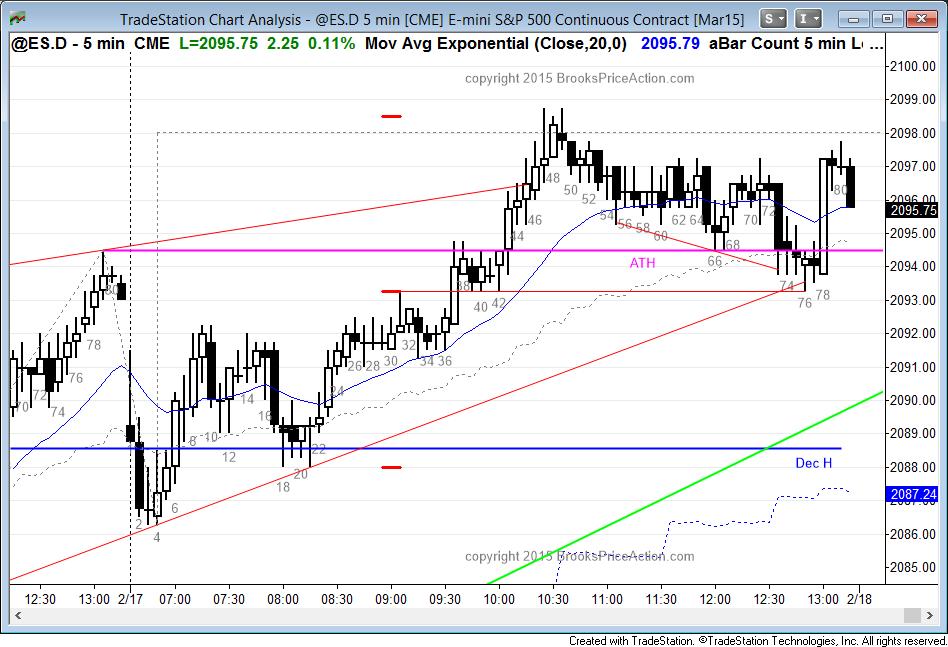 TradeStation Chart Analysis - @ES.D 5 min [CME] E-mini S&P 500 Continuous Contract [Mar15]
S I
@ES.D - 5 min CME L=2095.75 2.25 0.11% Mov Avg Exponential (Close,20,0) 2095.79 aBar Count 5 min Lo ...
copyright 2015 BrooksPriceAction.com
2100.00
2099.00
2098.00
2097.00
2096.00
2095.75
2095.00
2094.00
2093.00
2092.00
2091.00
2090.00
2089.00
2088.00
2087.24
2086.00
2085.00
48
50
52
54 56 58 60 62 64
66 68 70 72
74 76 78
80
46
44
ATH
38 40 42
80
78
76
74
72
70
26 28 30 32 34 36
24
14
16
8 10
12
22
20
18
6
2 4
Dec H
copyright 2015 BrooksPriceAction.com
12:30 13:00 2/17 07:00 07:30 08:00 08:30 09:00 09:30 10:00 10:30 11:00 11:30 12:00 12:30 13:00 2/18
Created with TradeStation. ©TradeStation Technologies, Inc. All rights reserved.